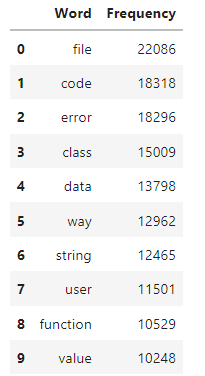 Word Frequency
0 file 22086
1 code 18318
2 error 18296
3 class 15009
4 data 13798
5 way 12962
6 string 12465
7 user 11501
8 function 10529
9 value 10248